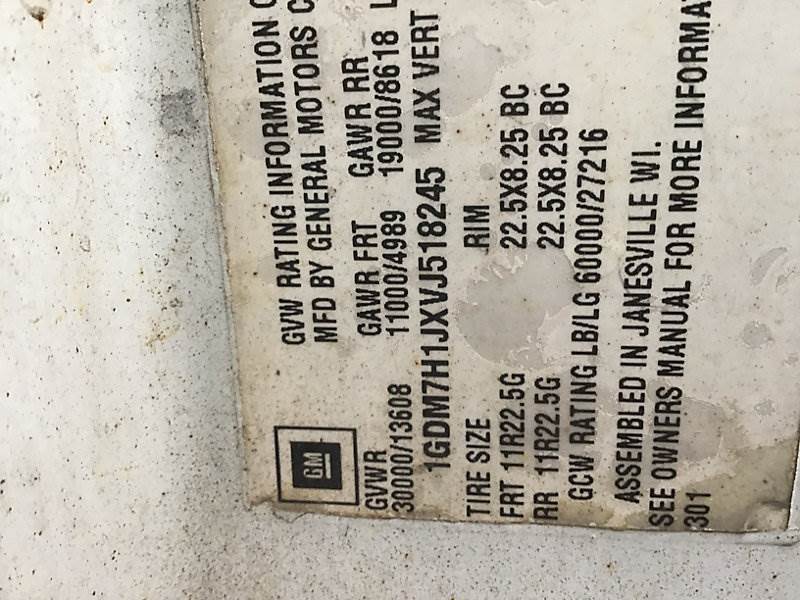 GM
GVW RATING INFORMATION
MFD BY GENERAL MOTORS
GVWR GAWR FRT GAWR RR
30000/13608 11000/4989 19000/8618
1GDM7H1JXVJ518245 MAX VERT
TIRE SIZE RIM
FRT 11R22.5G 22.5X8.25 BC
RR 11R22.5G 22.5X8.25 BC
GCW RATING LB/LG 60000/27216
ASSEMBLED IN JANESVILLE WI.
SEE OWNERS MANUAL FOR MORE INFORMA
301